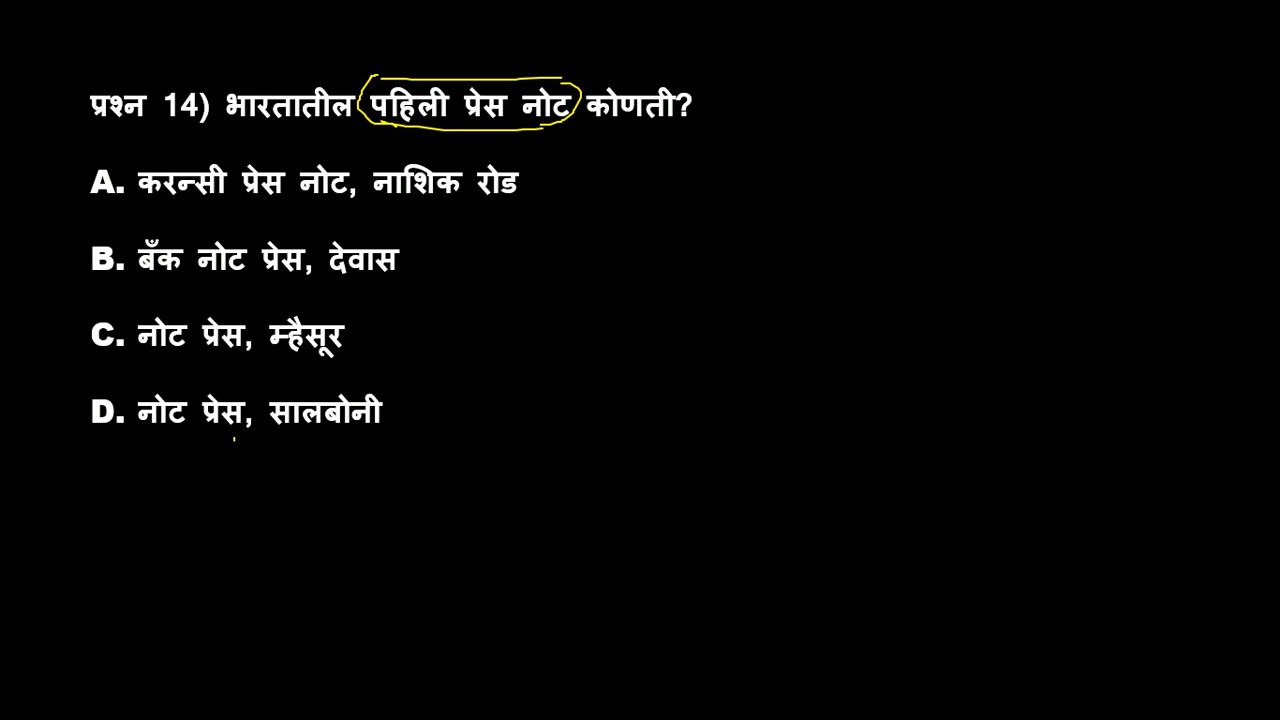 प्रश्न 14) भारतातील पहिली प्रेस नोट कोणती?
A. करन्सी प्रेस नोट, नाशिक रोड
B. बँक नोट प्रेस, देवास
C. नोट प्रेस, म्हैसूर
D. नोट प्रेस, सालबोनी